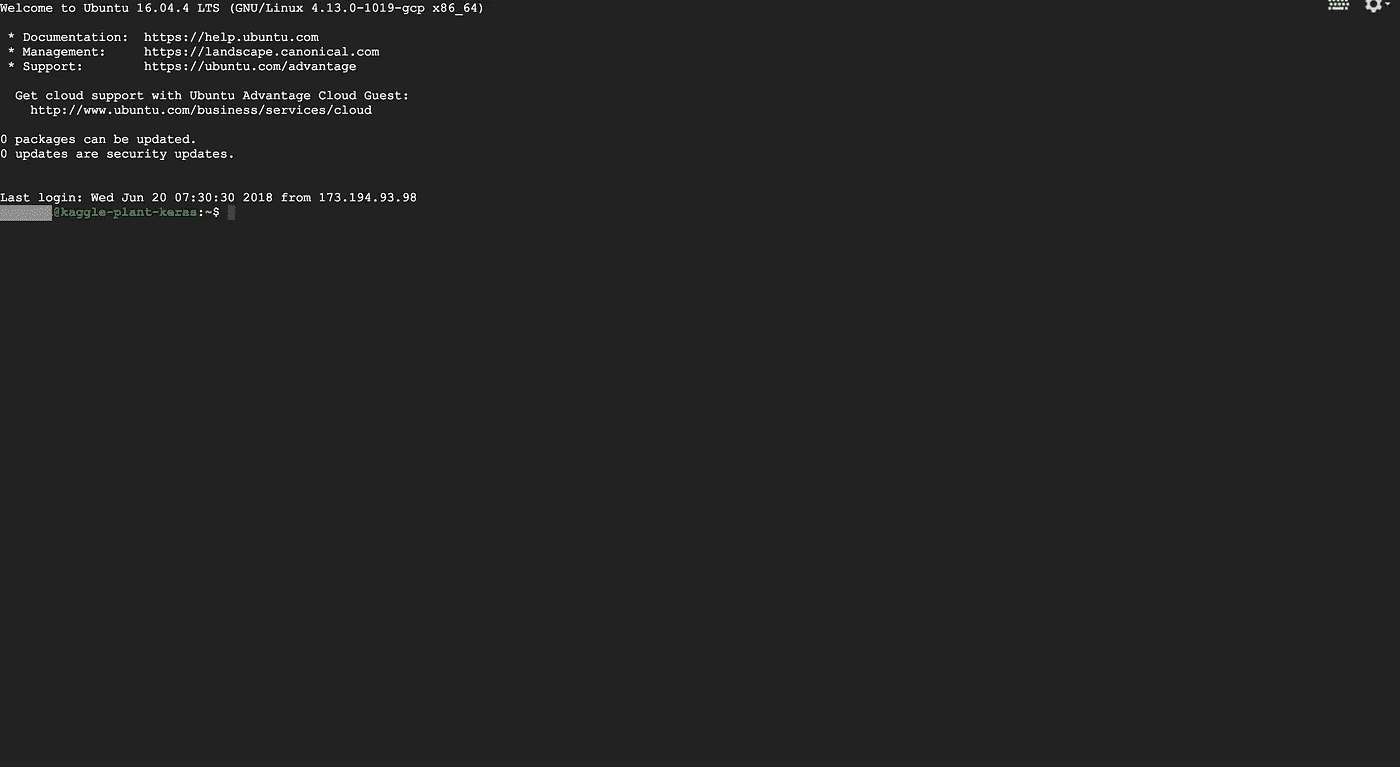 Welcome to Ubuntu 16.04.4 LTS (GNU/Linux 4.13.0-1019-gcp x86_64)
* Documentation:  https://help.ubuntu.com
* Management:     https://landscape.canonical.com
* Support:        https://ubuntu.com/advantage
Get cloud support with Ubuntu Advantage Cloud Guest:
http://www.ubuntu.com/business/services/cloud
0 packages can be updated.
0 updates are security updates.
Last login: Wed Jun 20 07:30:30 2018 from 173.194.93.98
@kaggle-plant-keras:~$